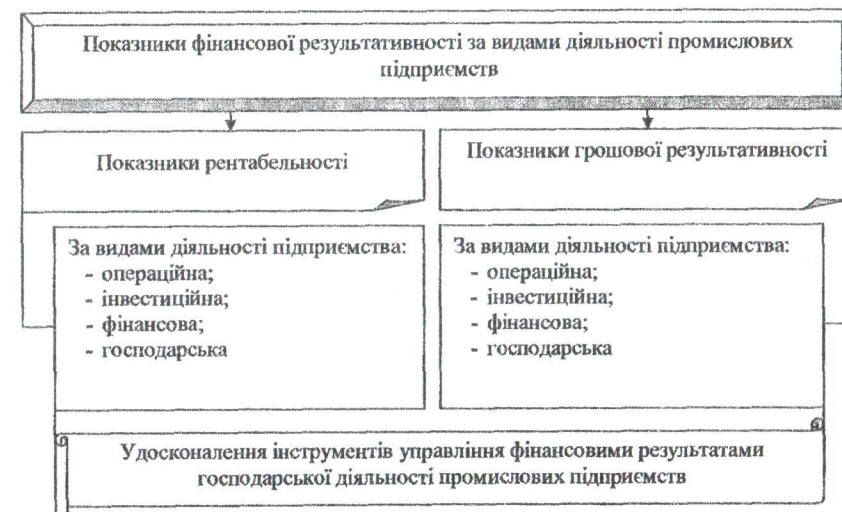 Показники фінансової результативності за видами діяльності промислових
підприємств
Показники рентабельності
Показники грошової результативності
За видами діяльності підприємства:
- операційна;
- інвестиційна;
- фінансова;
- господарська
За видами діяльності підприємства:
- операційна;
- інвестиційна;
- фінансова;
- господарська
Удосконалення інструментів управління фінансовими результатами
господарської діяльності промислових підприємств